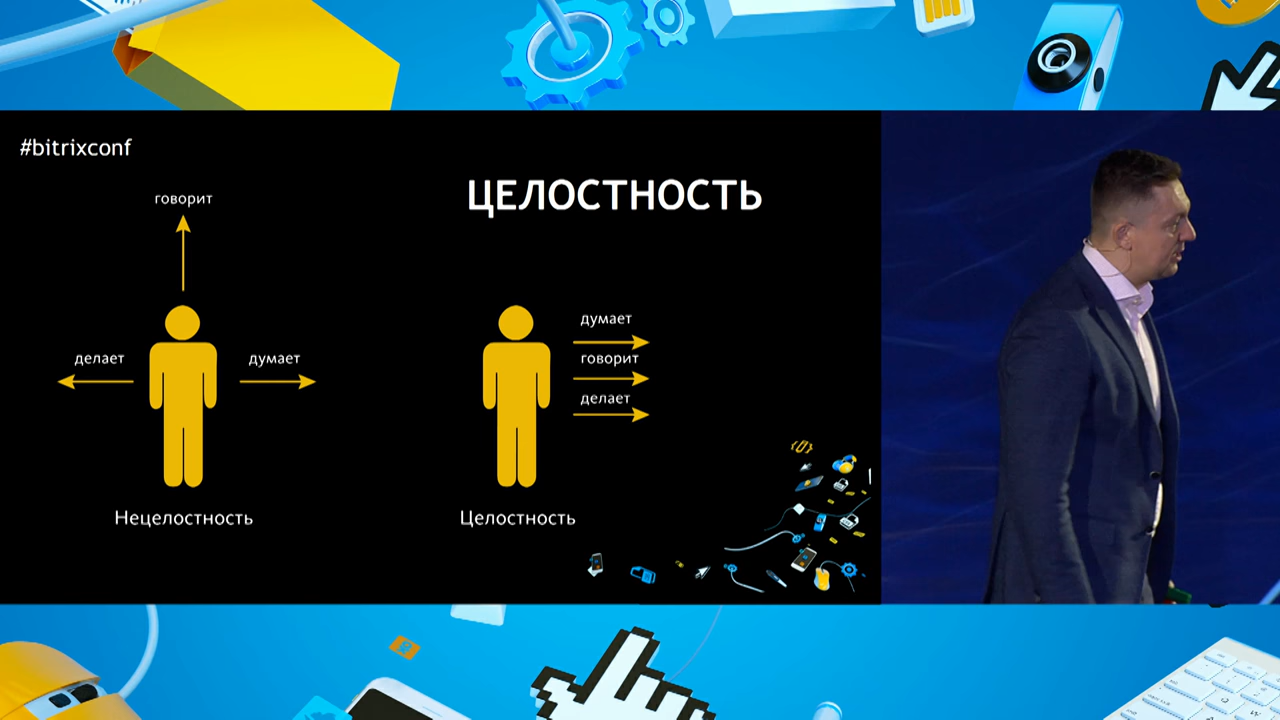 #bitrixconf
ЦЕЛОСТНОСТЬ
говорит
делает
думает
Нецелостность
думает
говорит
делает
Целостность